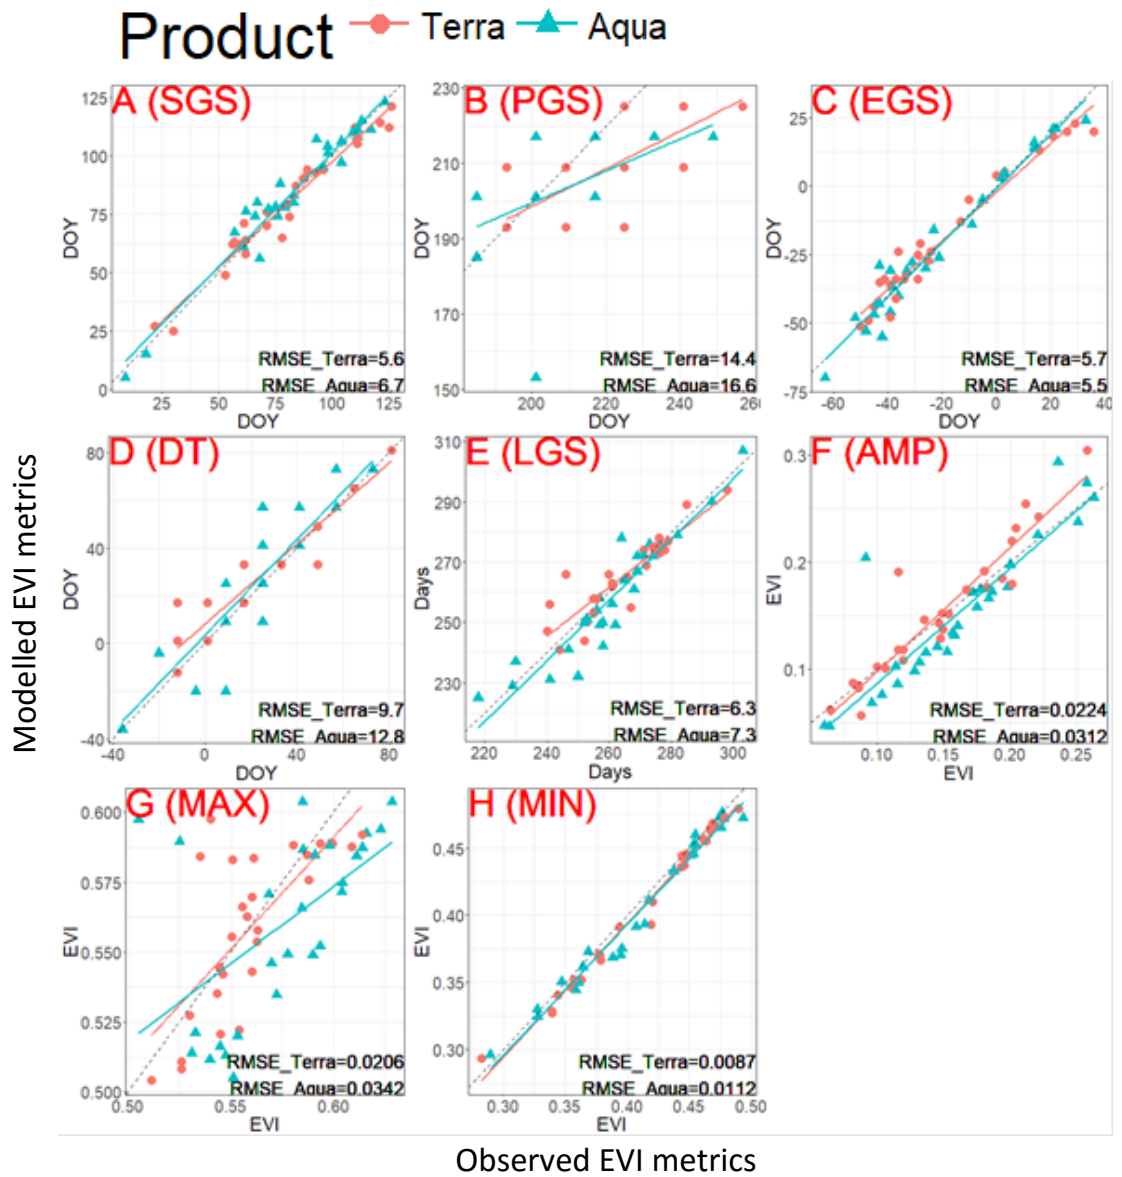 Product Terra Aqua
Modelled EVI metrics
A (SGS)
DOY
125
100
75
50
25
0
RMSE_Terra=5.6
RMSE_Aqua=6.7
25 50 75 100 125
DOY
B (PGS)
DOY
230
210
190
170
150
RMSE_Terra=14.4
RMSE_Aqua=16.6
200 220 240 26
DOY
C (EGS)
DOY
25
0
-25
-50
-75
RMSE_Terra=5.7
RMSE_Aqua=5.5
-60 -40 -20 0 20 40
DOY
D (DT)
DOY
80
40
0
-40
RMSE_Terra=9.7
RMSE_Aqua=12.8
-40 0 40 80
DOY
E (LGS)
Days
310
290
270
250
230
RMSE_Terra=6.3
RMSE_Aqua=7.3
220 240 260 280 300
Days
F (AMP)
EVI
0.3
0.2
0.1
RMSE_Terra=0.0224
RMSE_Aqua=0.0312
0.10 0.15 0.20 0.25
EVI
G (MAX)
EVI
0.600
0.575
0.550
0.525
0.500
RMSE_Terra=0.0206
RMSE_Aqua=0.0342
0.50 0.55 0.60
EVI
H (MIN)
EVI
0.45
0.40
0.35
0.30
RMSE_Terra=0.0087
RMSE_Aqua=0.0112
0.30 0.35 0.40 0.45 0.50
EVI
Observed EVI metrics